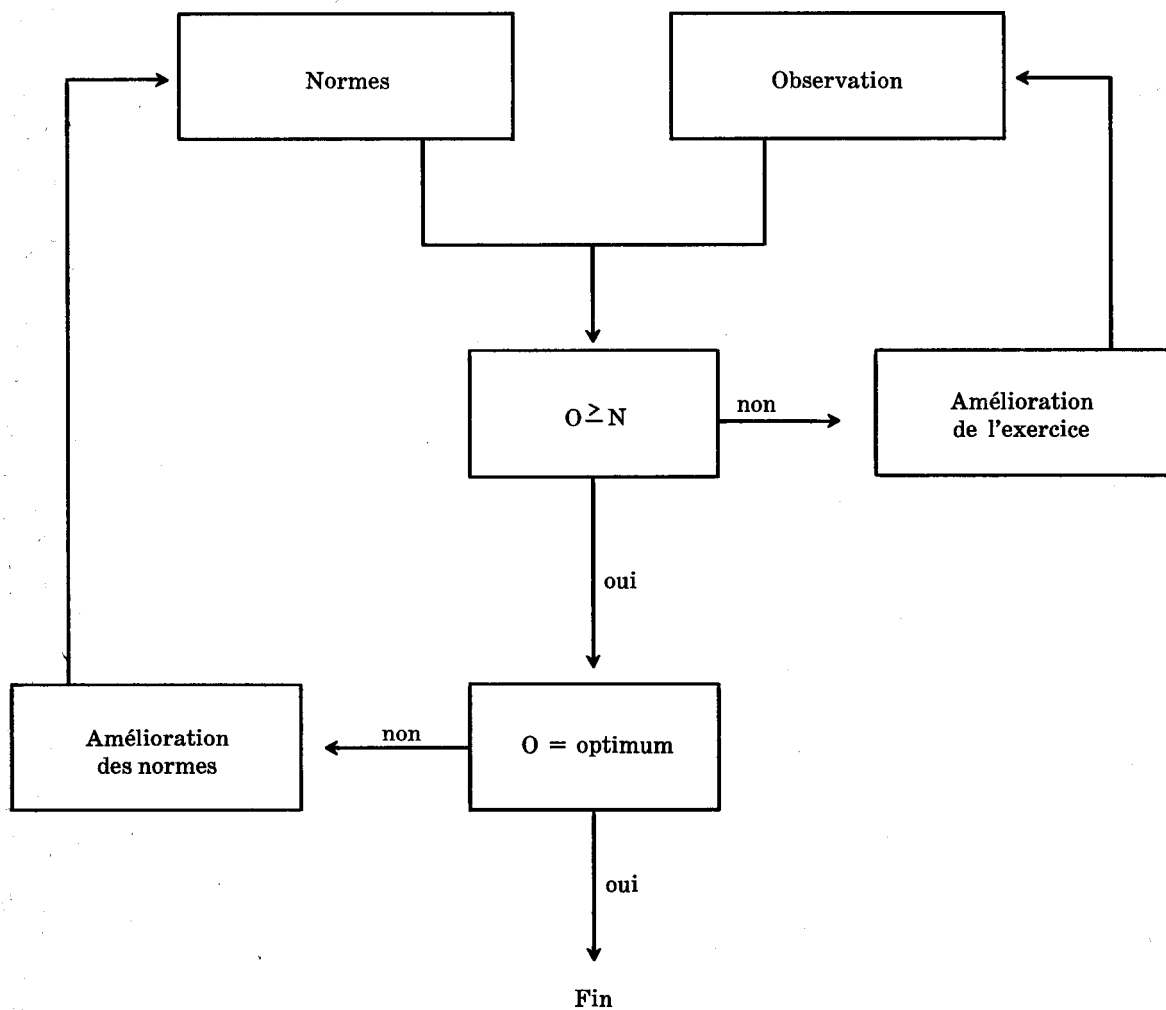 Normes
Observation
O ≥ N
non
Amélioration
de l'exercice
oui
Amélioration
des normes
non
O = optimum
oui
Fin